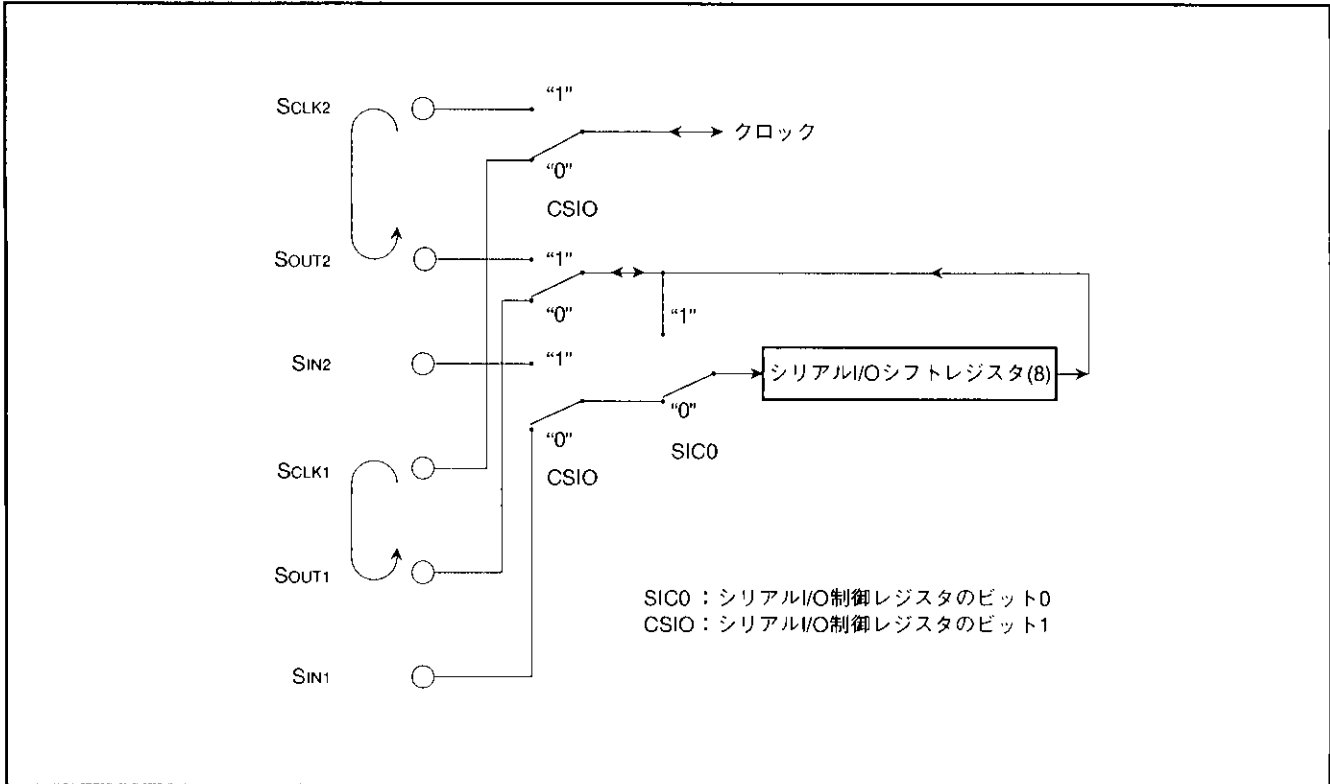 SCLK2
"1"
クロック
"0"
CSIO
SOUT2
"1"
"0"
"1"
SIN2
"1"
シリアルI/Oシフトレジスタ(8)
"0"
"0"
SIC0
SCLK1
CSIO
SOUT1
SIC0：シリアルI/O制御レジスタのビット0
CSIO：シリアルI/O制御レジスタのビット1
SIN1